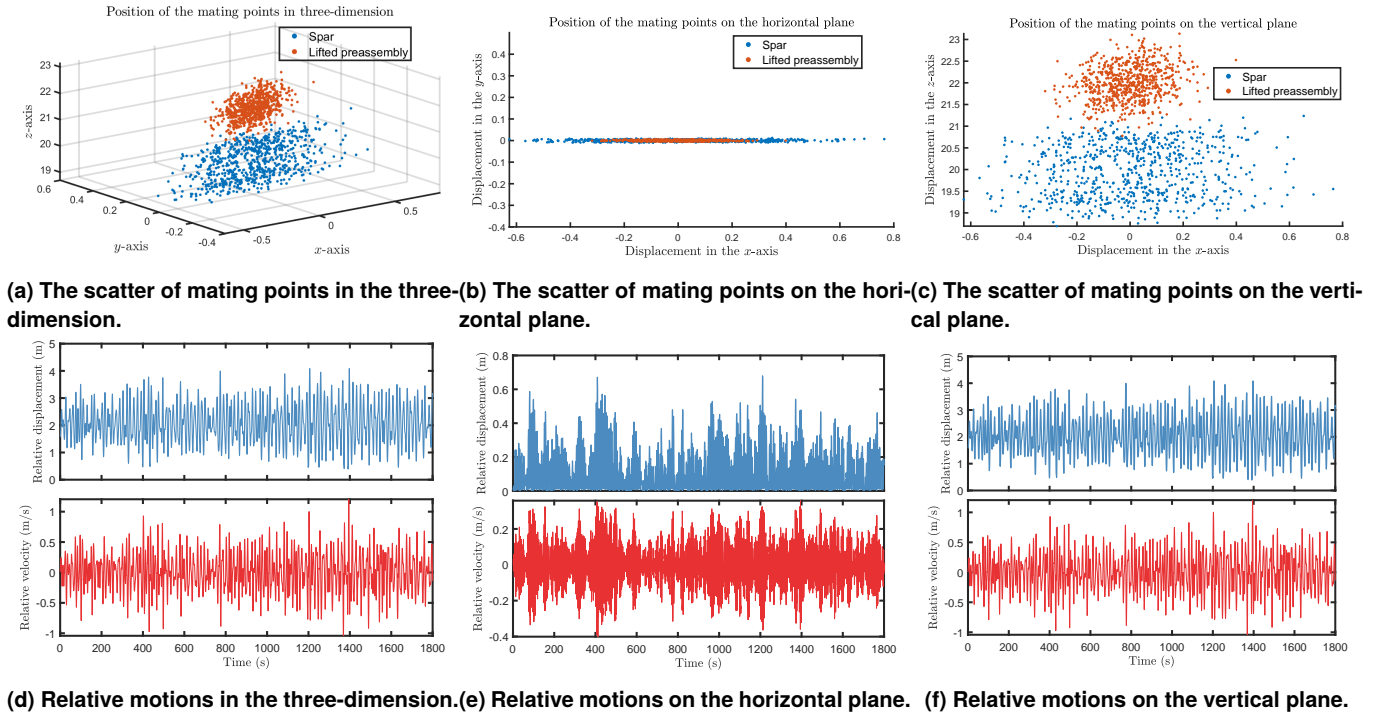 Position of the mating points in three-dimension
Spar
Lifted preassembly
z-axis
23
22
21
20
19
0.6
0.4
0.2
0
-0.2
-0.4
y-axis
-0.5
0
0.5
x-axis
Position of the mating points on the horizontal plane
Spar
Lifted preassembly
Displacement in the y-axis
0.4
0.3
0.2
0.1
0
-0.1
-0.2
-0.3
-0.4
-0.6 -0.4 -0.2 0 0.2 0.4 0.6 0.8
Displacement in the x-axis
Position of the mating points on the vertical plane
Spar
Lifted preassembly
Displacement in the z-axis
23
22.5
22
21.5
21
20.5
20
19.5
19
-0.6 -0.4 -0.2 0 0.2 0.4 0.6 0.8
Displacement in the x-axis
(a) The scatter of mating points in the three-
dimension.
(b) The scatter of mating points on the hori-
zontal plane.
(c) The scatter of mating points on the verti-
cal plane.
Relative displacement (m)
5
4
3
2
1
0
Relative velocity (m/s)
1
0.5
0
-0.5
-1
0 200 400 600 800 1000 1200 1400 1600 1800
Time (s)
Relative displacement (m)
0.8
0.6
0.4
0.2
0
Relative velocity (m/s)
0.2
0
-0.2
-0.4
0 200 400 600 800 1000 1200 1400 1600 1800
Time (s)
Relative displacement (m)
5
4
3
2
1
0
Relative velocity (m/s)
1
0.5
0
-0.5
-1
0 200 400 600 800 1000 1200 1400 1600 1800
Time (s)
(d) Relative motions in the three-dimension.
(e) Relative motions on the horizontal plane.
(f) Relative motions on the vertical plane.